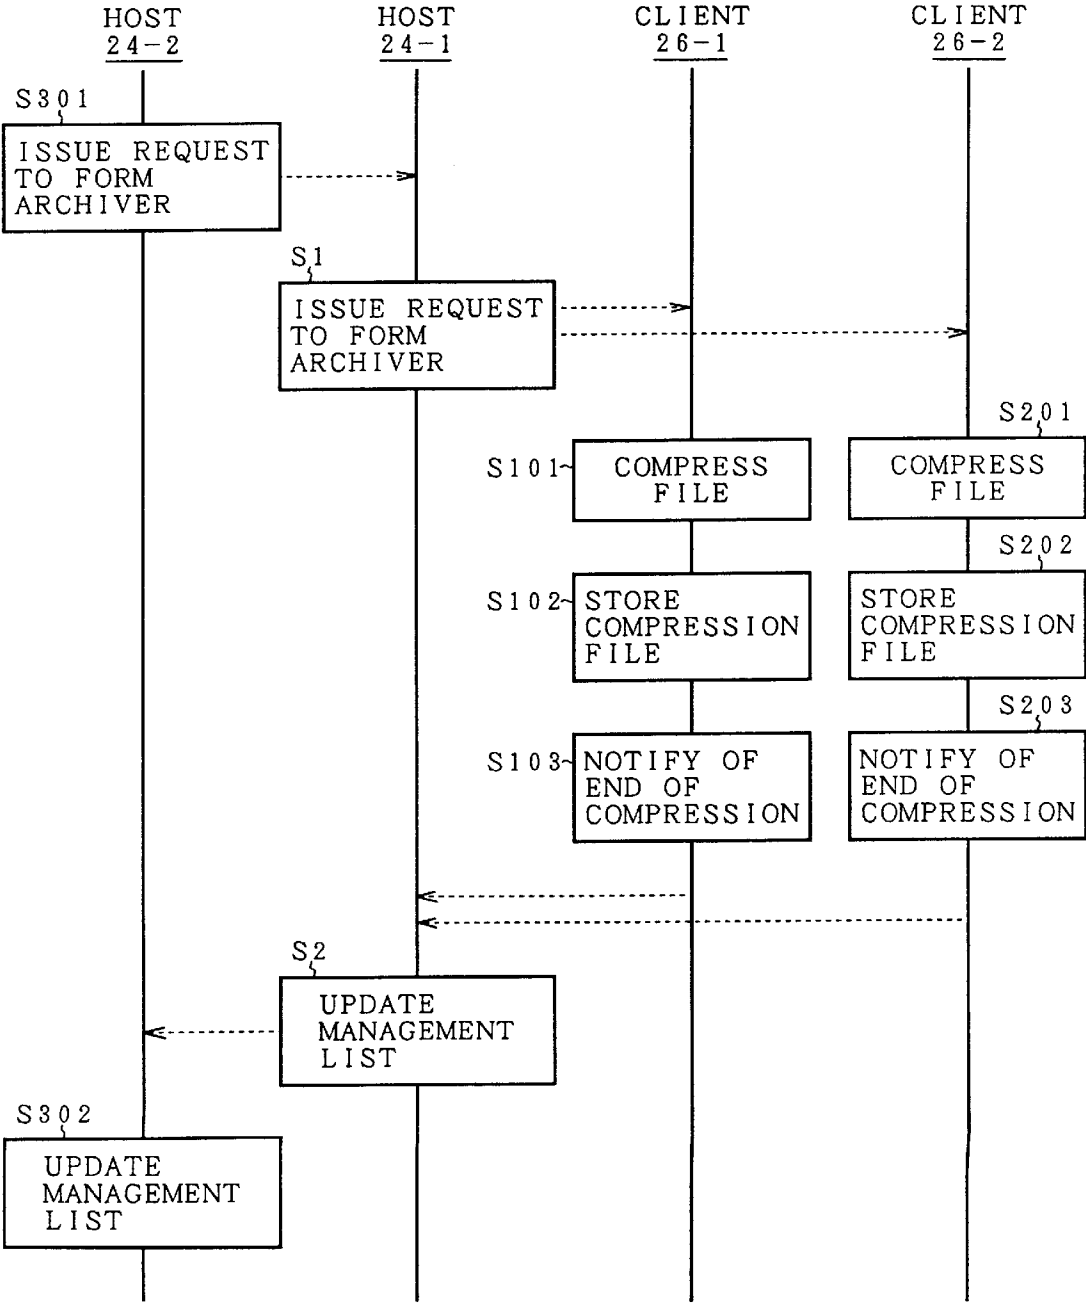 HOST
24-2
HOST
24-1
CLIENT
26-1
CLIENT
26-2
S301
ISSUE REQUEST
TO FORM
ARCHIVER
S1
ISSUE REQUEST
TO FORM
ARCHIVER
S101
COMPRESS
FILE
S201
COMPRESS
FILE
S102
STORE
COMPRESSION
FILE
S202
STORE
COMPRESSION
FILE
S103
NOTIFY OF
END OF
COMPRESSION
S203
NOTIFY OF
END OF
COMPRESSION
S2
UPDATE
MANAGEMENT
LIST
S302
UPDATE
MANAGEMENT
LIST